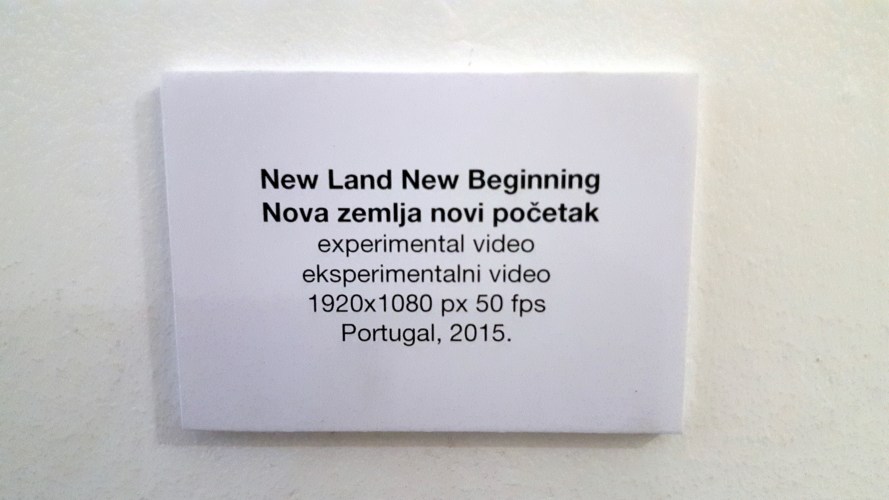 New Land New Beginning
Nova zemlja novi početak
experimental video
eksperimentalni video
1920x1080 px 50 fps
Portugal, 2015.